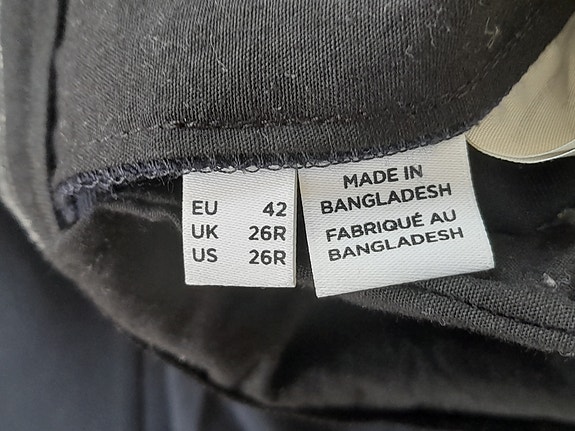 EU 42
UK 26R
US 26R
MADE IN
BANGLADESH
FABRIQUÉ AU
BANGLADESH